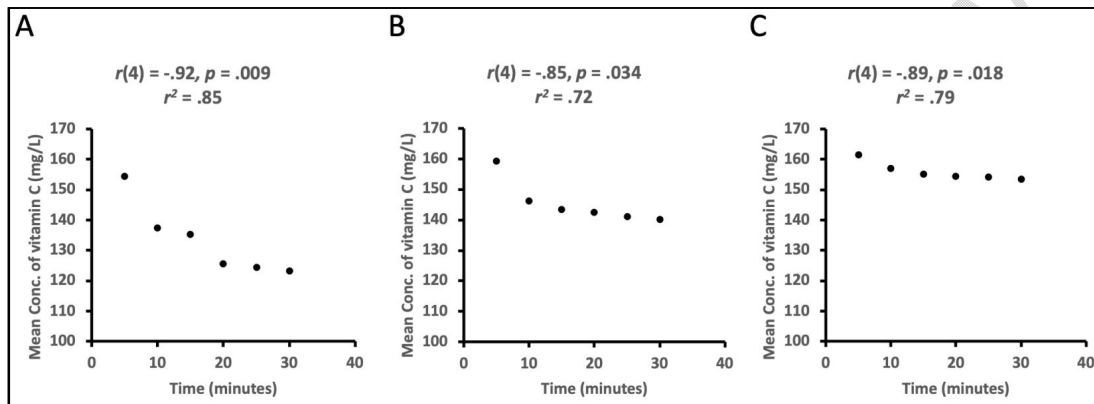 A
r(4) = -.92, p = .009
r² = .85
Mean Conc. of vitamin C (mg/L)
170
160
150
140
130
120
110
100
0 10 20 30 40
Time (minutes)
B
r(4) = -.85, p = .034
r² = .72
Mean Conc. of vitamin C (mg/L)
170
160
150
140
130
120
110
100
0 10 20 30 40
Time (minutes)
C
r(4) = -.89, p = .018
r² = .79
Mean Conc. of vitamin C (mg/L)
170
160
150
140
130
120
110
100
0 10 20 30 40
Time (minutes)